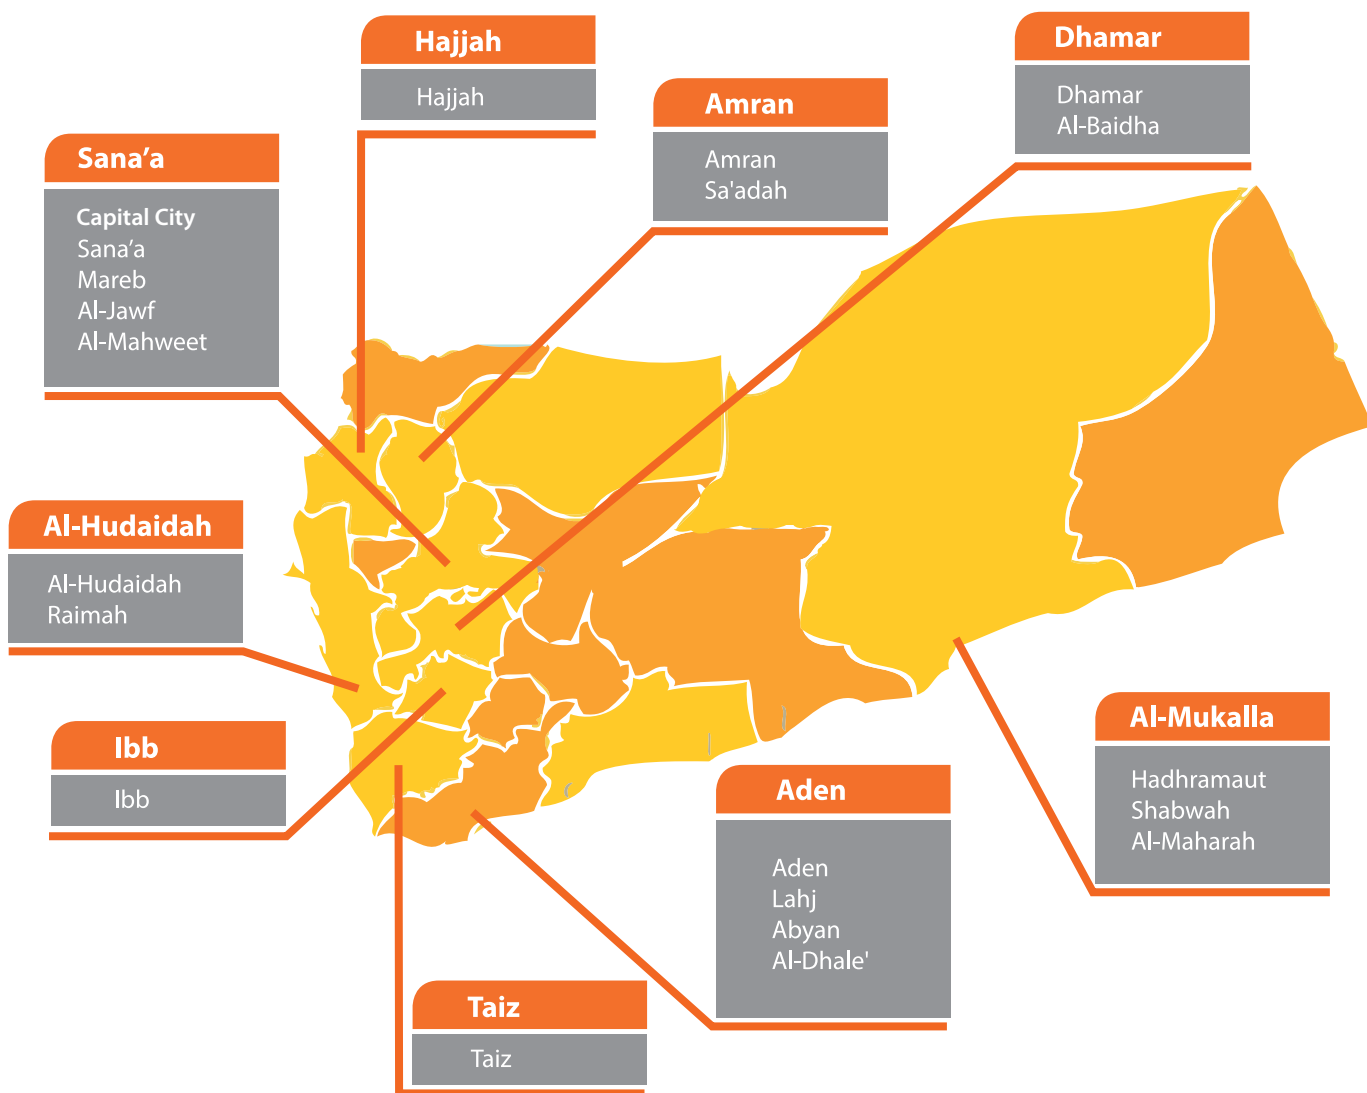 Hajjah
Hajjah
Dhamar
Dhamar
Al-Baidha
Amran
Amran
Sa'adah
Sana’a
Capital City
Sana’a
Mareb
Al-Jawf
Al-Mahweet
Al-Hudaidah
Al-Hudaidah
Raimah
Ibb
Ibb
Al-Mukalla
Hadhramaut
Shabwah
Al-Maharah
Aden
Aden
Lahj
Abyan
Al-Dhale'
Taiz
Taiz